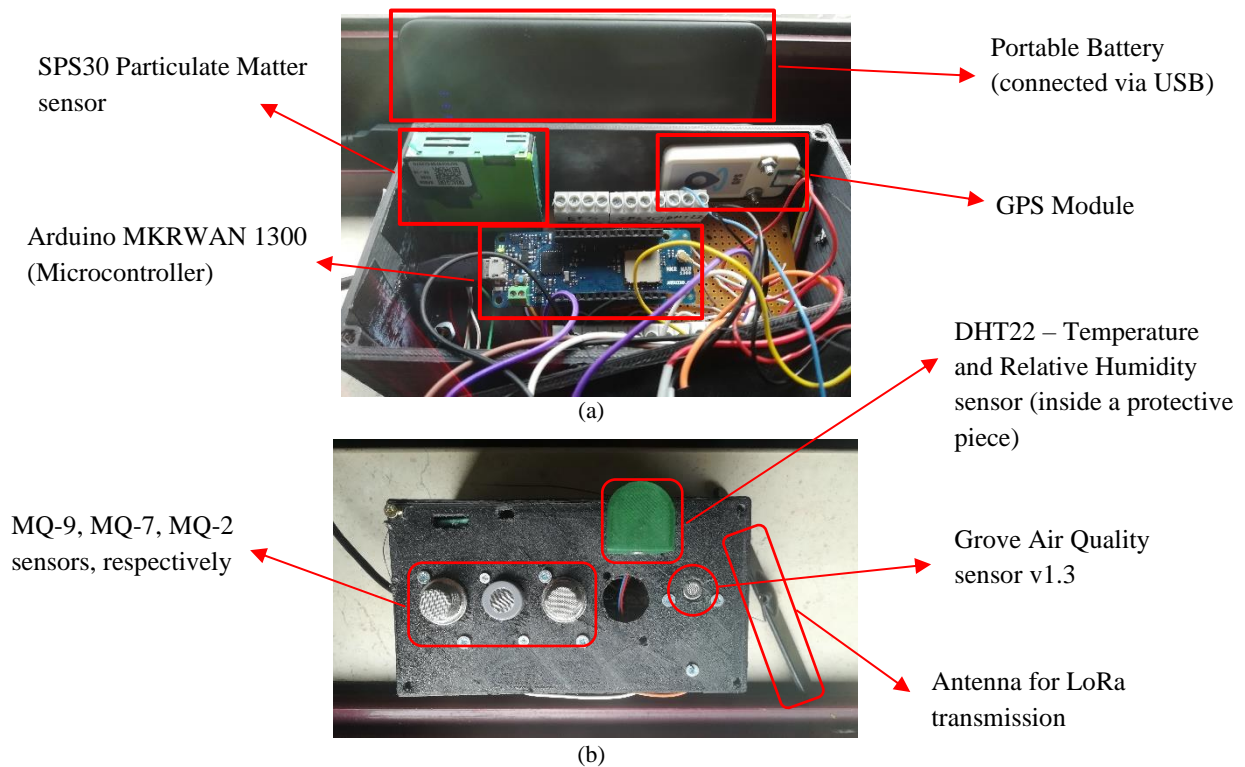 SPS30 Particulate Matter
sensor
Portable Battery
(connected via USB)
Arduino MKRWAN 1300
(Microcontroller)
GPS
GPS Module
(a)
DHT22 – Temperature
and Relative Humidity
sensor (inside a protective
piece)
MQ-9, MQ-7, MQ-2
sensors, respectively
Grove Air Quality
sensor v1.3
Antenna for LoRa
transmission
(b)